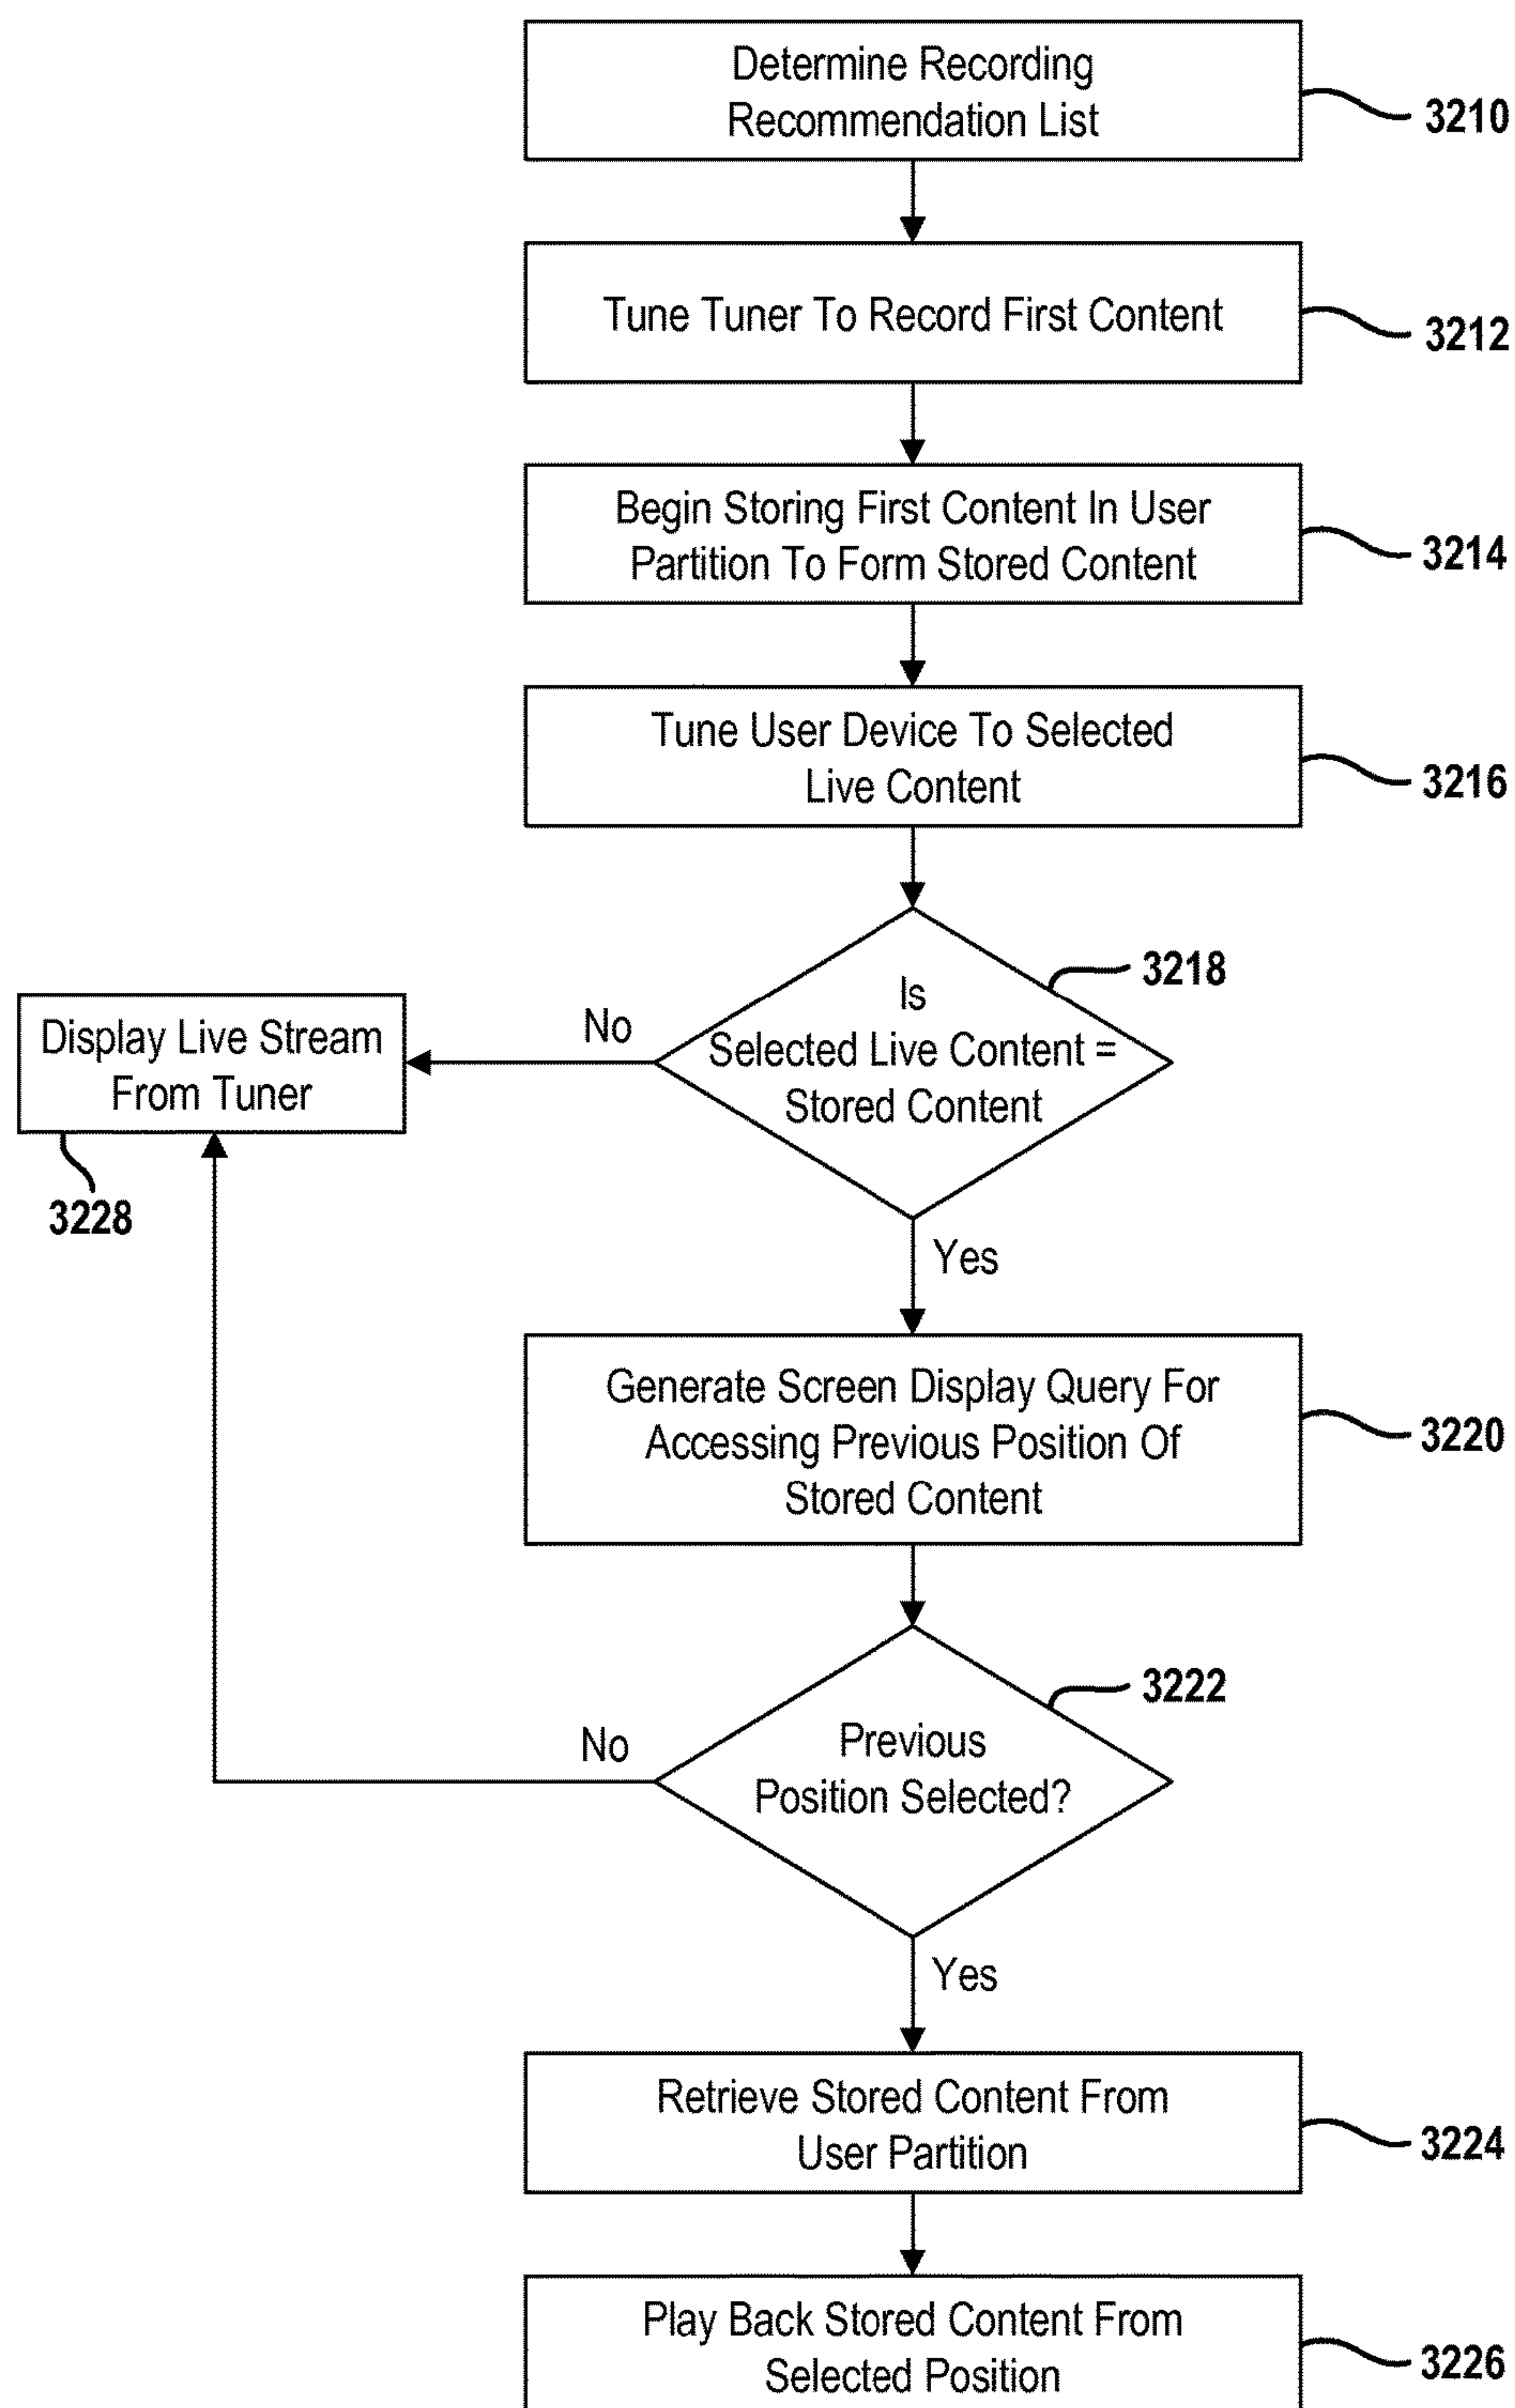 Determine Recording
Recommendation List
3210
Tune Tuner To Record First Content
3212
Begin Storing First Content In User
Partition To Form Stored Content
3214
Tune User Device To Selected
Live Content
3216
3218
Is
Selected Live Content =
Stored Content
No
Display Live Stream
From Tuner
3228
Yes
Generate Screen Display Query For
Accessing Previous Position Of
Stored Content
3220
3222
Previous
Position Selected?
No
Yes
Retrieve Stored Content From
User Partition
3224
Play Back Stored Content From
Selected Position
3226